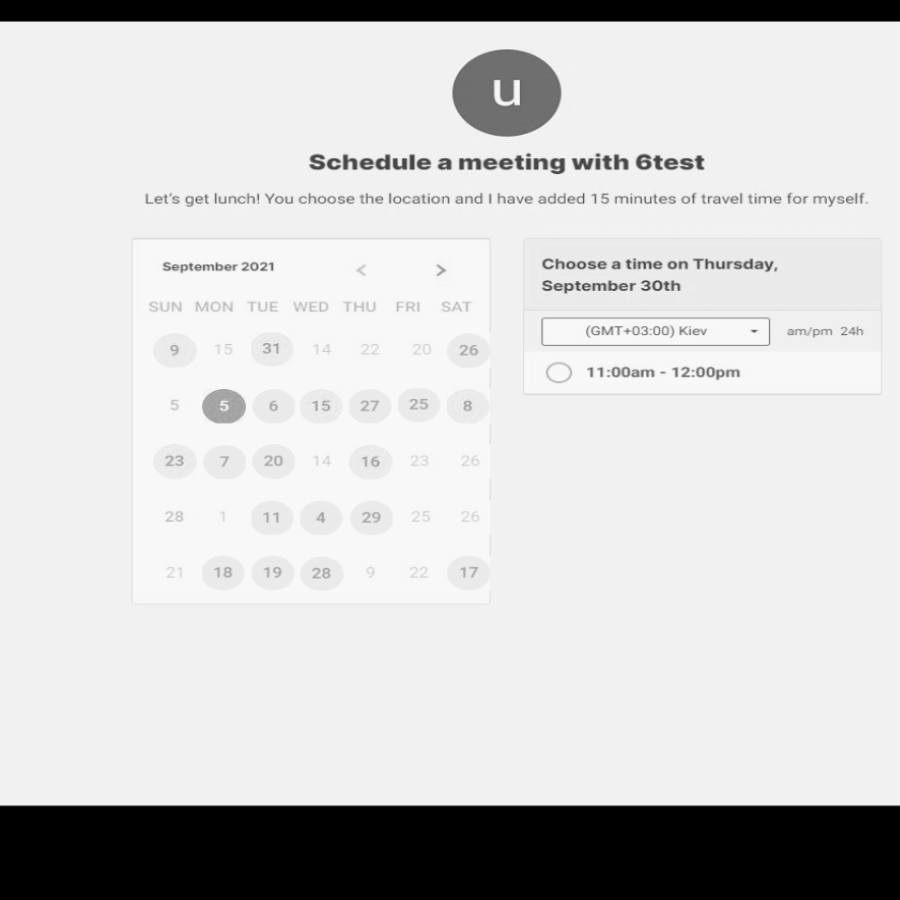 u
Schedule a meeting with 6test
Let's get lunch! You choose the location and I have added 15 minutes of travel time for myself.
September 2021 < >
SUN MON TUE WED THU FRI SAT
9 15 31 14 22 20 26
5 5 6 15 27 25 8
23 7 20 14 16 23 26
28 1 11 4 29 25 26
21 18 19 28 9 22 17
Choose a time on Thursday,
September 30th
(GMT+03:00) Kiev am/pm 24h
11:00am - 12:00pm